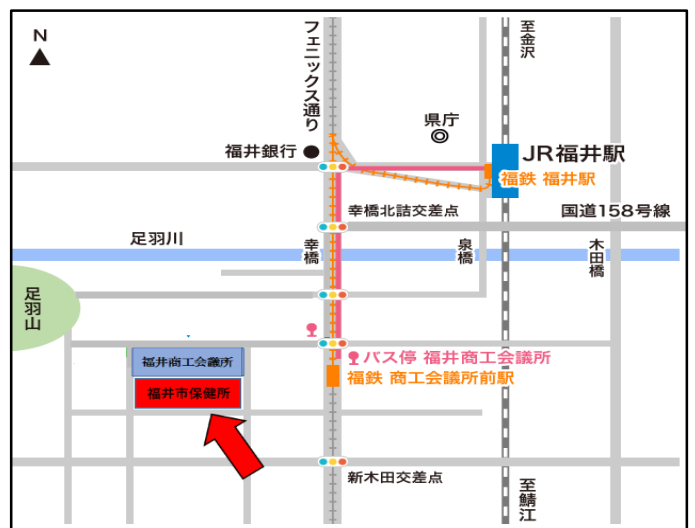 N
フェニックス通り
至金沢
県庁
福井銀行
JR福井駅
福鉄 福井駅
幸橋北詰交差点
国道158号線
足羽川
幸橋
泉橋
木田橋
足羽山
福井商工会議所
バス停 福井商工会議所
福鉄 商工会議所前駅
福井市保健所
新木田交差点
至鯖江